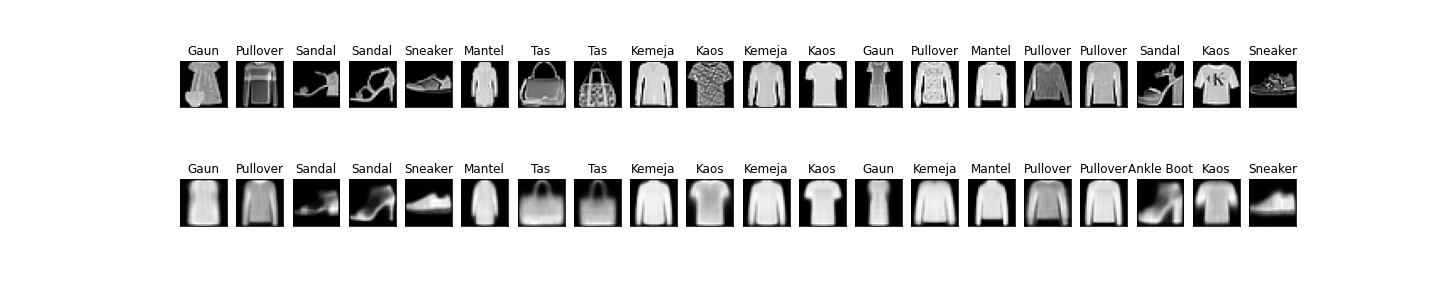 Gaun Pullover Sandal Sandal Sneaker Mantel Tas Tas Kemeja Kaos Kemeja Kaos Gaun Pullover Mantel Pullover Pullover Sandal Kaos Sneaker
K
Gaun Pullover Sandal Sandal Sneaker Mantel Tas Tas Kemeja Kaos Kemeja Kaos Gaun Kemeja Mantel Pullover Pullover Ankle Boot Kaos Sneaker